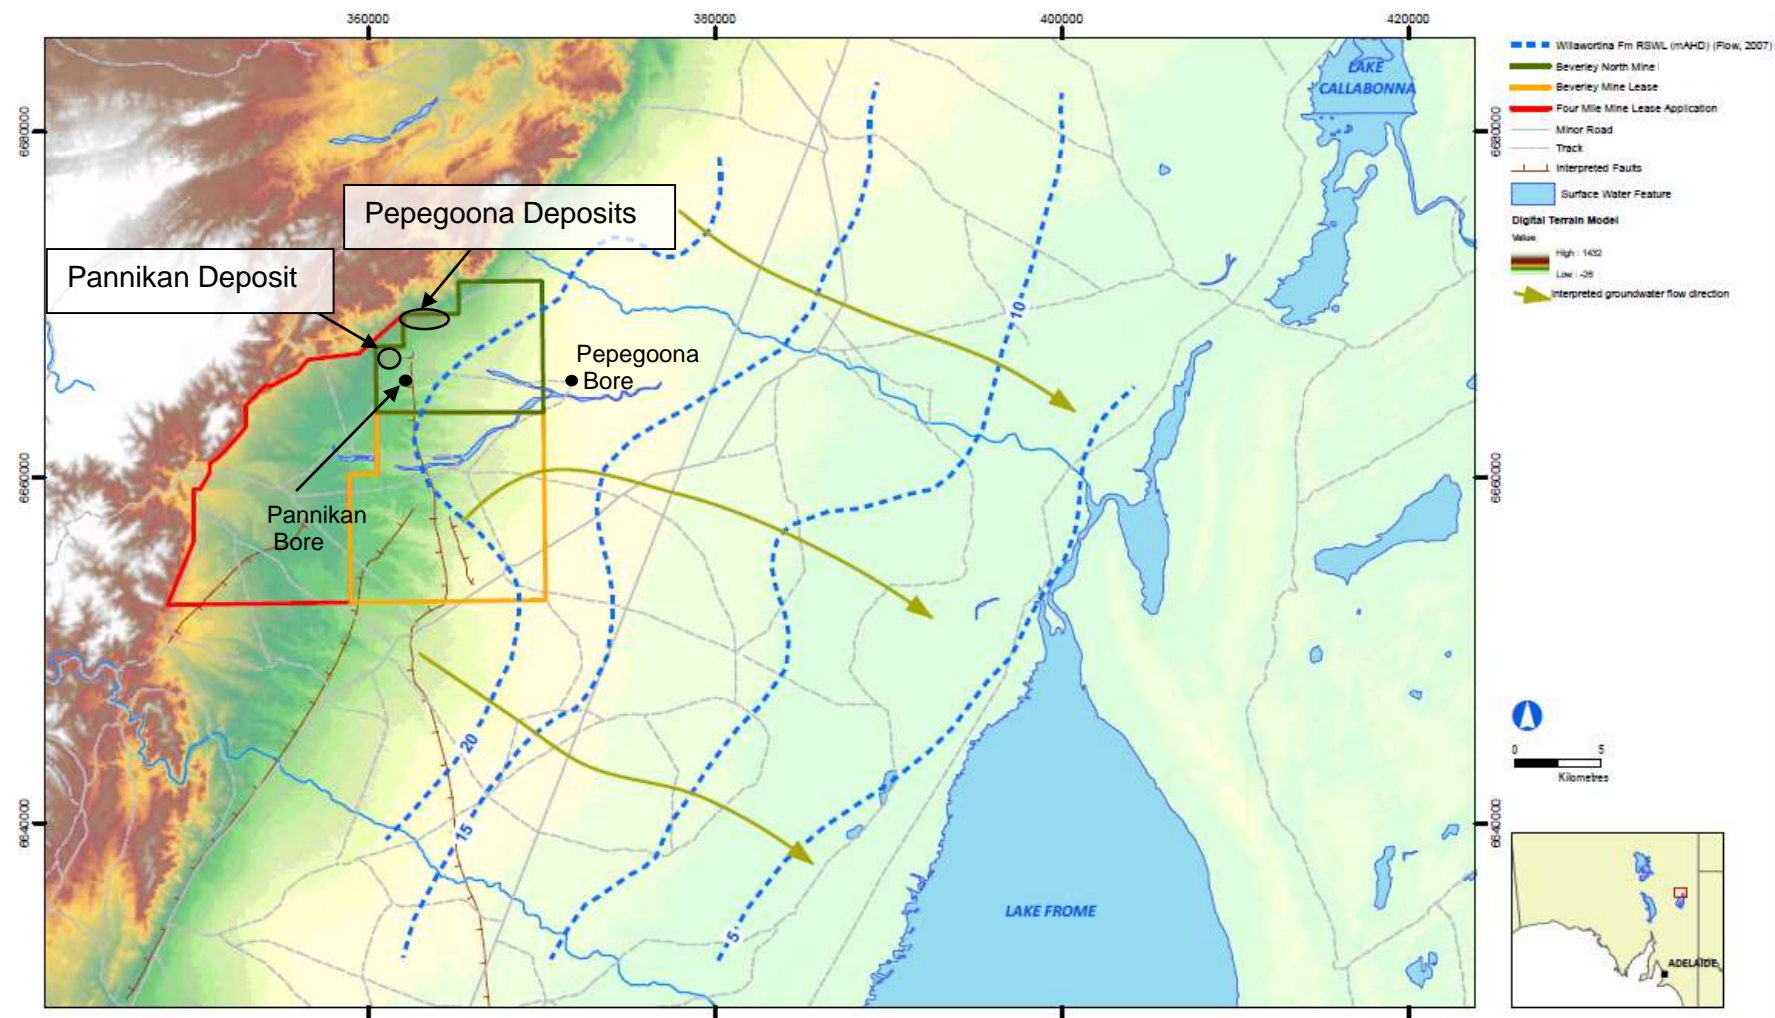 360000
380000
400000
420000
6680000
6660000
6640000
6680000
6660000
6640000
LAKE
CALLABONNA
Pepegoona Deposits
Pannikan Deposit
Pepegoona
Bore
Pannikan
Bore
10
20
15
5
LAKE FROME
Willawortina Fm RSWL (mAHD) (Flow, 2007)
Beverley North Mine
Beverley Mine Lease
Four Mile Mine Lease Application
Minor Road
Track
Interpreted Faults
Surface Water Feature
Digital Terrain Model
Value
High : 1432
Low : -26
Interpreted groundwater flow direction
0 5
Kilometres
ADELAIDE